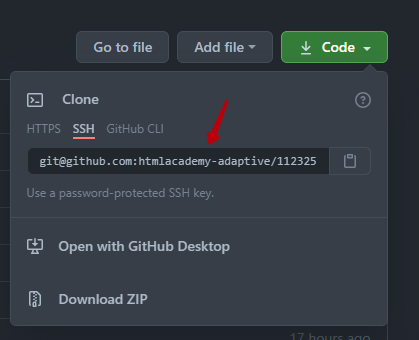 Go to file Add file Code
Clone
HTTPS SSH GitHub CLI
git@github.com:htmlacademy-adaptive/112325
Use a password-protected SSH key.
Open with GitHub Desktop
Download ZIP
17 hours ago